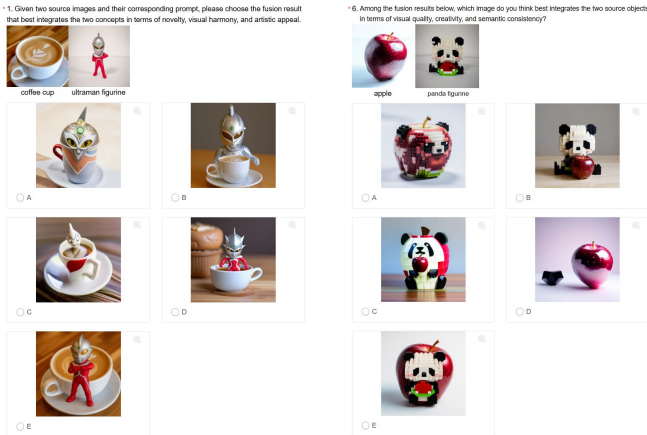 * 1. Given two source images and their corresponding prompt, please choose the fusion result
that best integrates the two concepts in terms of novelty, visual harmony, and artistic appeal.
coffee cup
ultraman figurine
A
B
C
D
E
* 6. Among the fusion results below, which image do you think best integrates the two source objects
in terms of visual quality, creativity, and semantic consistency?
apple
panda figurine
A
B
C
D
E